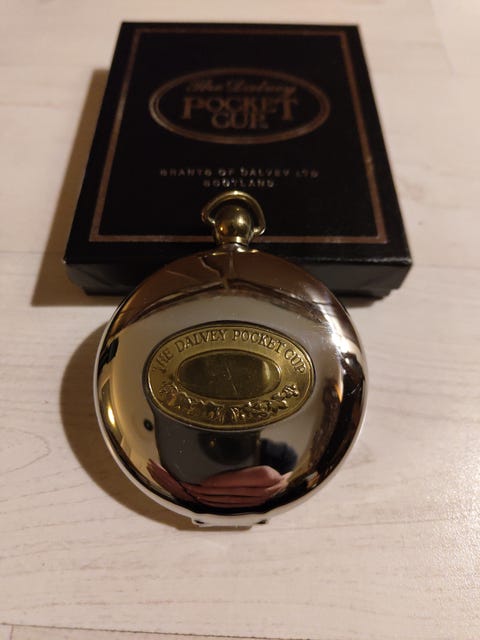 The Dalvey
POCKET
CUP
GRANTS OF DALVEY LTD
SCOTLAND
THE DALVEY POCKET CUP